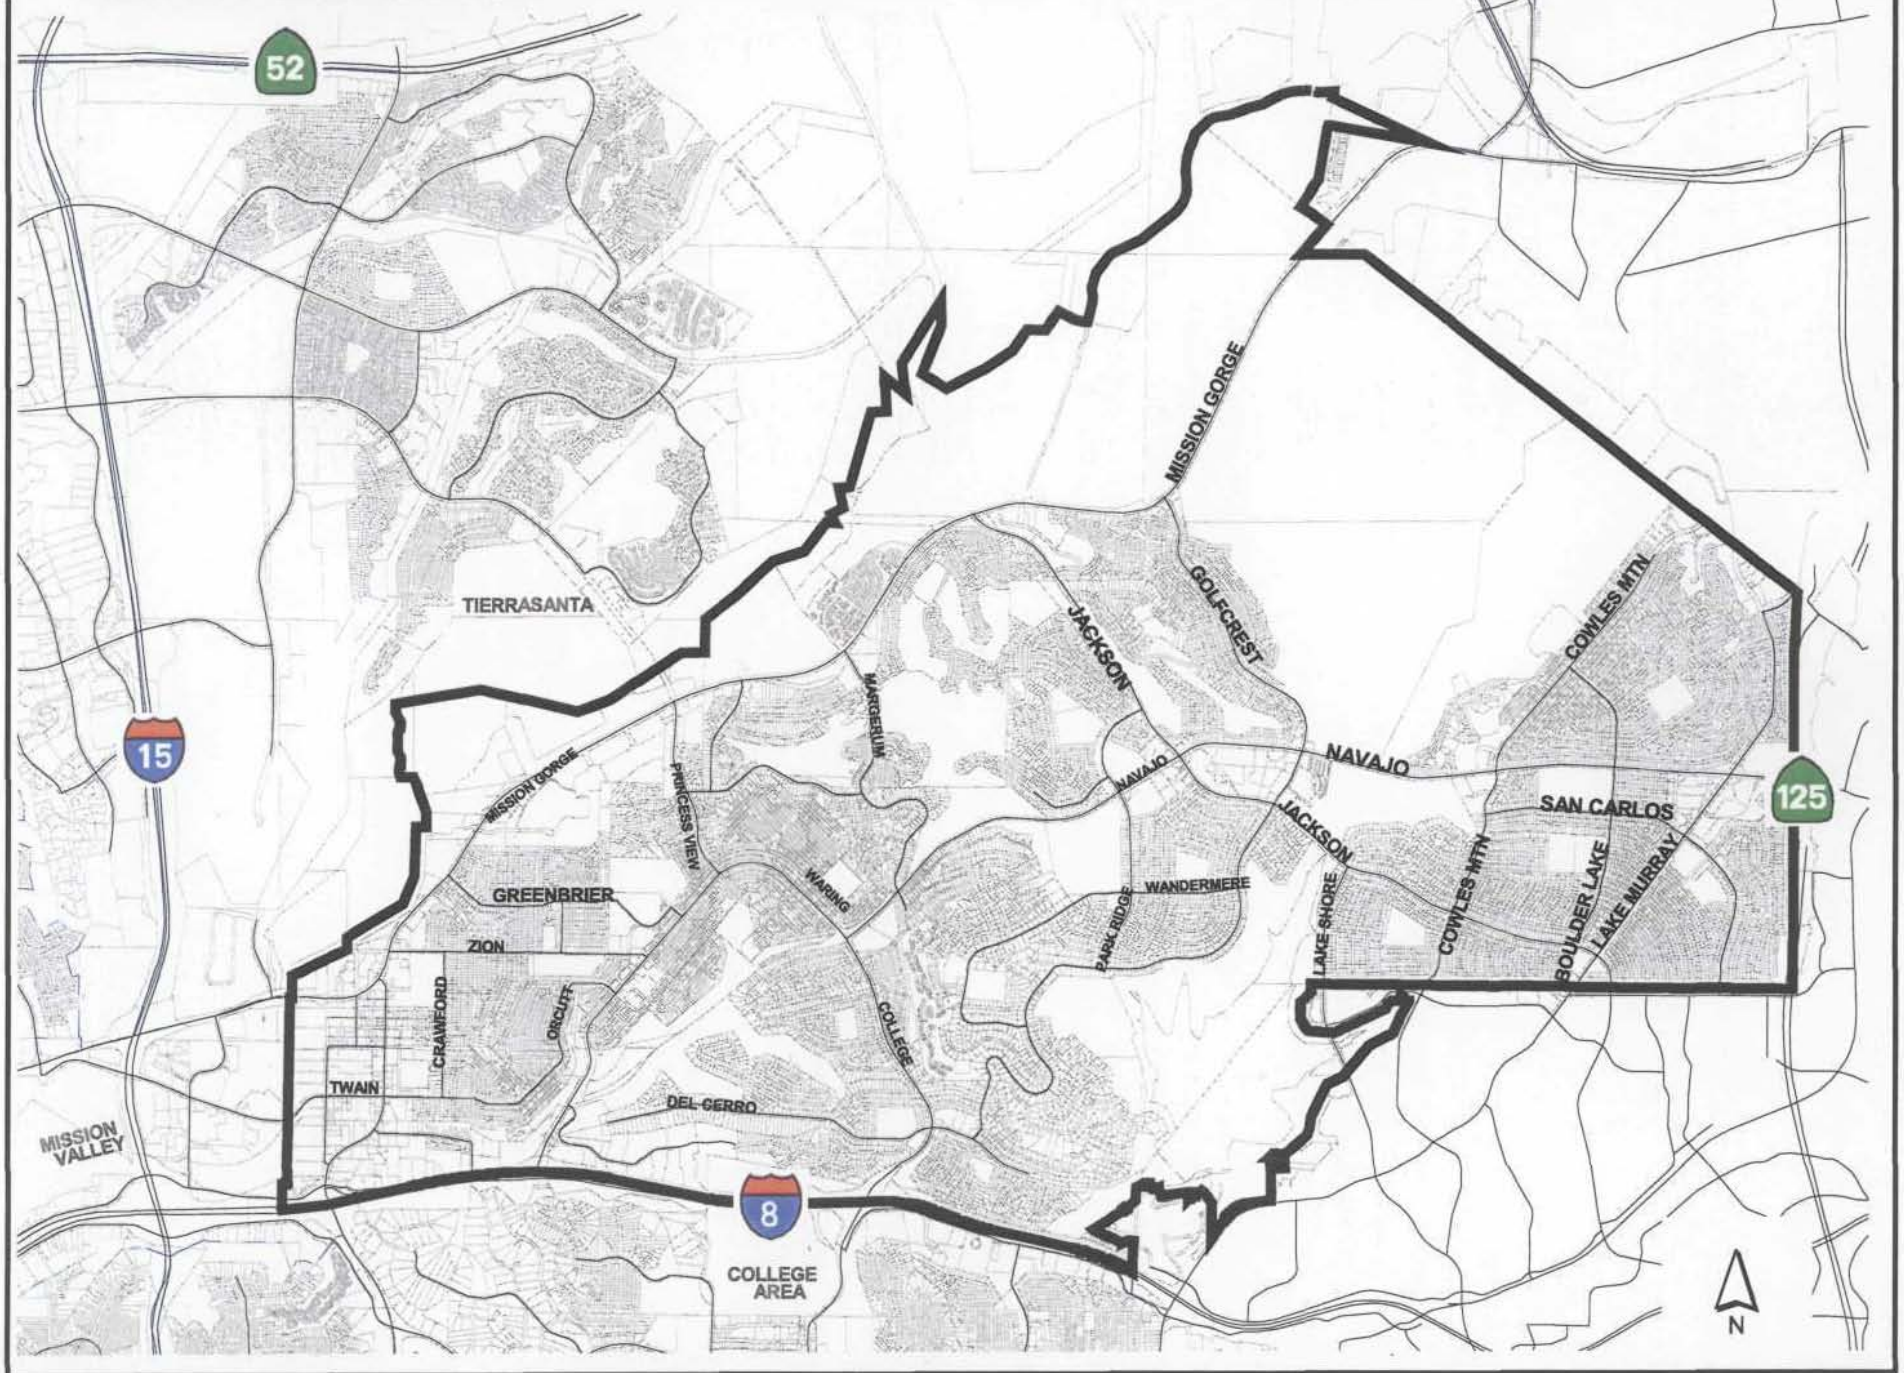 52
MISSION GORGE
TIERRASANTA
COWLES MTN
GOLFCREST
JACKSON
MARGERUM
15
NAVAJO
NAVAJO
MISSION GORGE
PRINCESS VIEW
125
SAN CARLOS
JACKSON
WARING
GREENBRIER
WANDERMERE
PARK RIDGE
LAKE SHORE
COWLES MTN
BOULDER LAKE
LAKE MURRAY
ZION
CRAWFORD
ORCUTT
COLLEGE
TWAIN
DEL CERRO
MISSION
VALLEY
8
COLLEGE
AREA
N